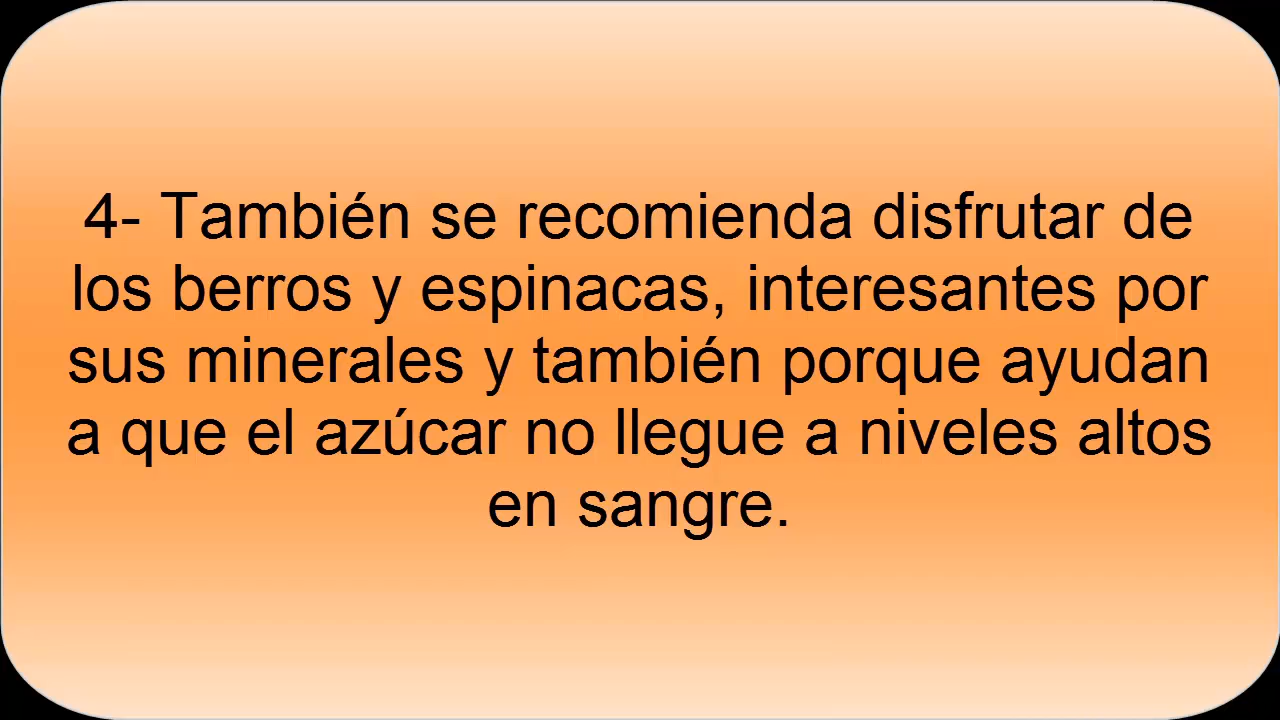 4- También se recomienda disfrutar de
los berros y espinacas, interesantes por
sus minerales y también porque ayudan
a que el azúcar no llegue a niveles altos
en sangre.